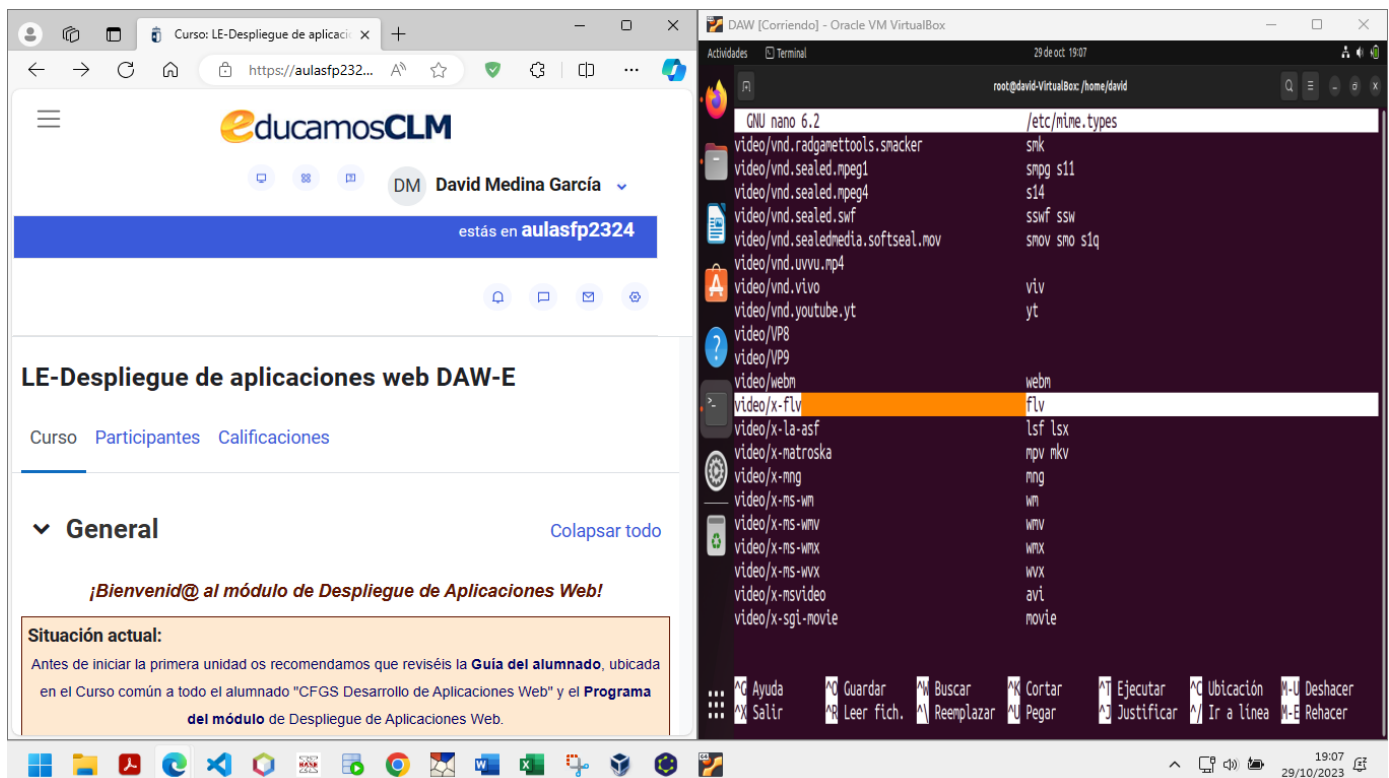 Curso: LE-Despliegue de aplicaci
https://aulasfp232...
educamosCLM
DM David Medina García
estás en aulasfp2324
LE-Despliegue de aplicaciones web DAW-E
Curso Participantes Calificaciones
General Colapsar todo
¡Bienvenid@ al módulo de Despliegue de Aplicaciones Web!
Situación actual:
Antes de iniciar la primera unidad os recomendamos que reviséis la Guía del alumnado, ubicada
en el Curso común a todo el alumnado "CFGS Desarrollo de Aplicaciones Web" y el Programa
del módulo de Despliegue de Aplicaciones Web.
DAW [Corriendo] - Oracle VM VirtualBox
Actividades Terminal 29 de oct 19:07
root@david-VirtualBox: /home/david
GNU nano 6.2 /etc/mime.types
video/vnd.radgamettools.smacker smk
video/vnd.sealed.mpeg1 smpg s11
video/vnd.sealed.mpeg4 s14
video/vnd.sealed.swf sswf ssw
video/vnd.sealedmedia.softseal.mov smov smo s1q
video/vnd.uvvu.mp4
video/vnd.vivo viv
video/vnd.youtube.yt yt
video/VP8
video/VP9
video/webm webm
video/x-flv flv
video/x-la-asf lsf lsx
video/x-matroska mpv mkv
video/x-mng mng
video/x-ms-wm wm
video/x-ms-wmv wmv
video/x-ms-wmx wmx
video/x-ms-wvx wvx
video/x-msvideo avi
video/x-sgi-movie movie
^G Ayuda ^O Guardar ^W Buscar ^K Cortar ^T Ejecutar ^C Ubicación M-U Deshacer
^X Salir ^R Leer fich. ^\ Reemplazar ^U Pegar ^J Justificar ^/ Ir a línea M-E Rehacer
19:07
29/10/2023